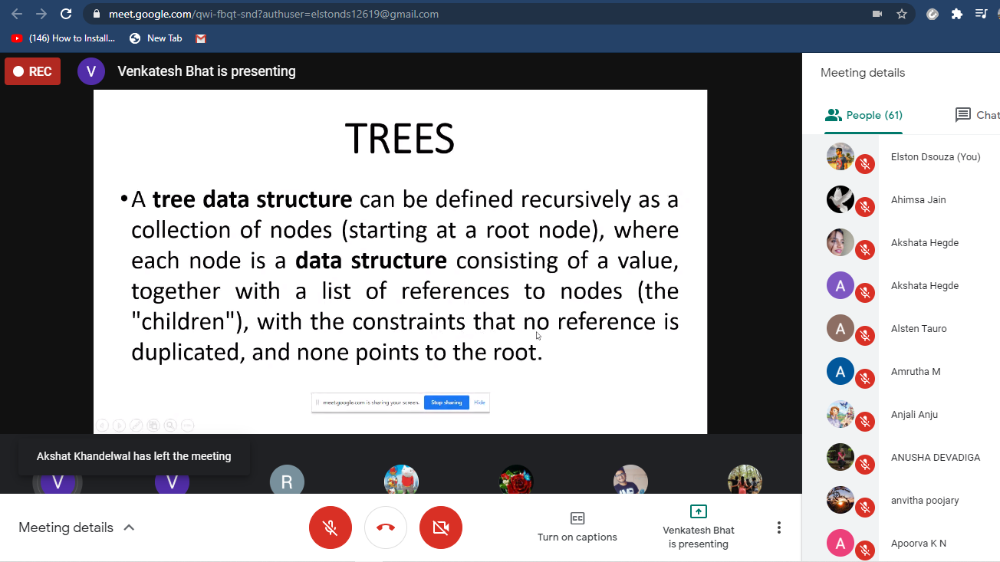 meet.google.com/qwi-fbqt-snd?authuser=elstonds12619@gmail.com
(146) How to Install...
New Tab
REC
V
Venkatesh Bhat is presenting
TREES
•A tree data structure can be defined recursively as a
collection of nodes (starting at a root node), where
each node is a data structure consisting of a value,
together with a list of references to nodes (the
"children"), with the constraints that no reference is
duplicated, and none points to the root.
meet.google.com is sharing your screen.
Stop sharing
Hide
Akshat Khandelwal has left the meeting
V
V
R
Meeting details
CC
Turn on captions
Venkatesh Bhat
is presenting
Meeting details
People (61)
Chat
Elston Dsouza (You)
Ahimsa Jain
Akshata Hegde
A
Akshata Hegde
A
Alsten Tauro
A
Amrutha M
Anjali Anju
ANUSHA DEVADIGA
anvitha poojary
A
Apoorva K N